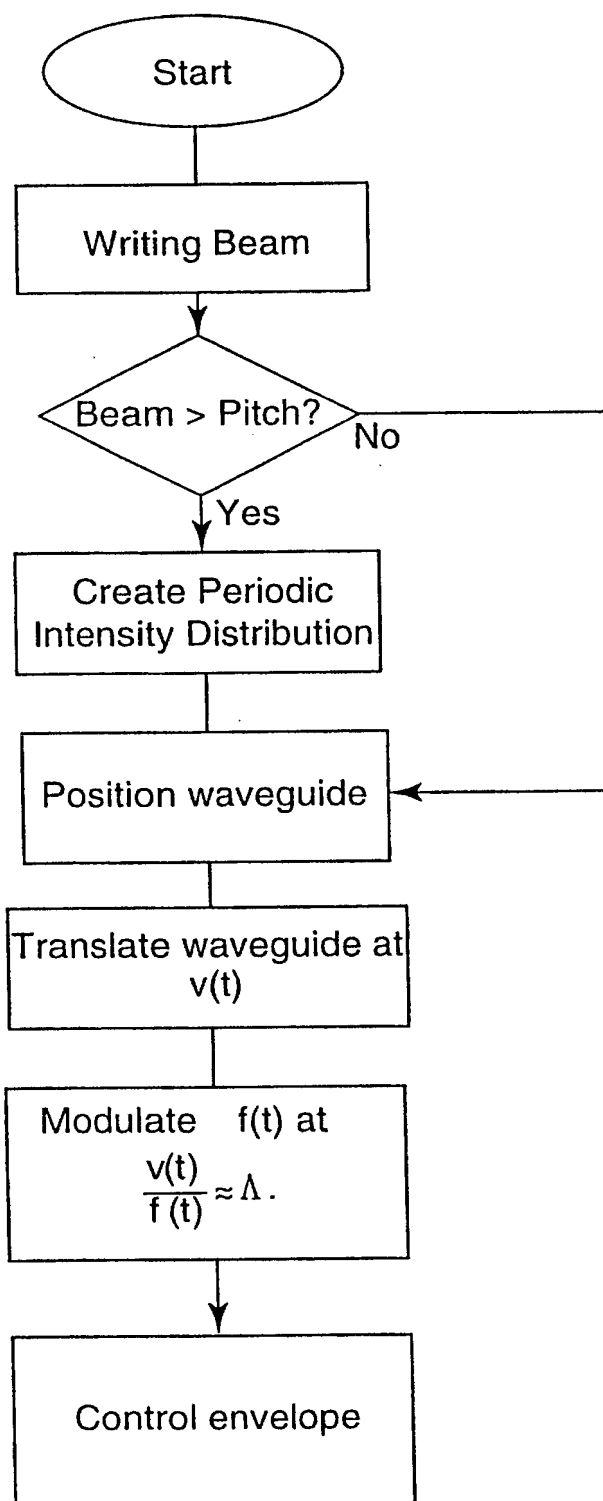 Start
Writing Beam
Beam > Pitch?
No
Yes
Create Periodic
Intensity Distribution
Position waveguide
Translate waveguide at
v(t)
Modulate f(t) at
v(t)
f (t) ≈ Λ.
Control envelope